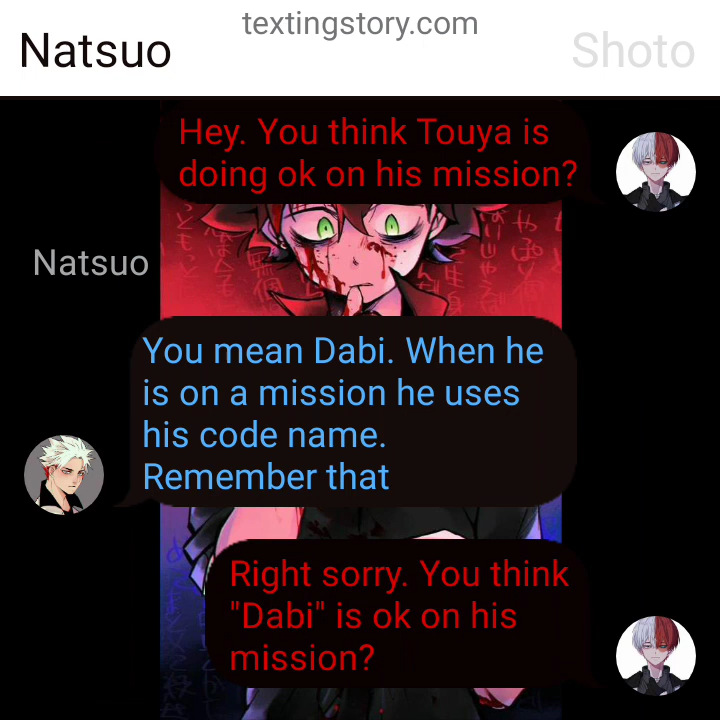 textingstory.com
Natsuo
Shoto
Hey. You think Touya is
doing ok on his mission?
Natsuo
You mean Dabi. When he
is on a mission he uses
his code name.
Remember that
Right sorry. You think
"Dabi" is ok on his
mission?